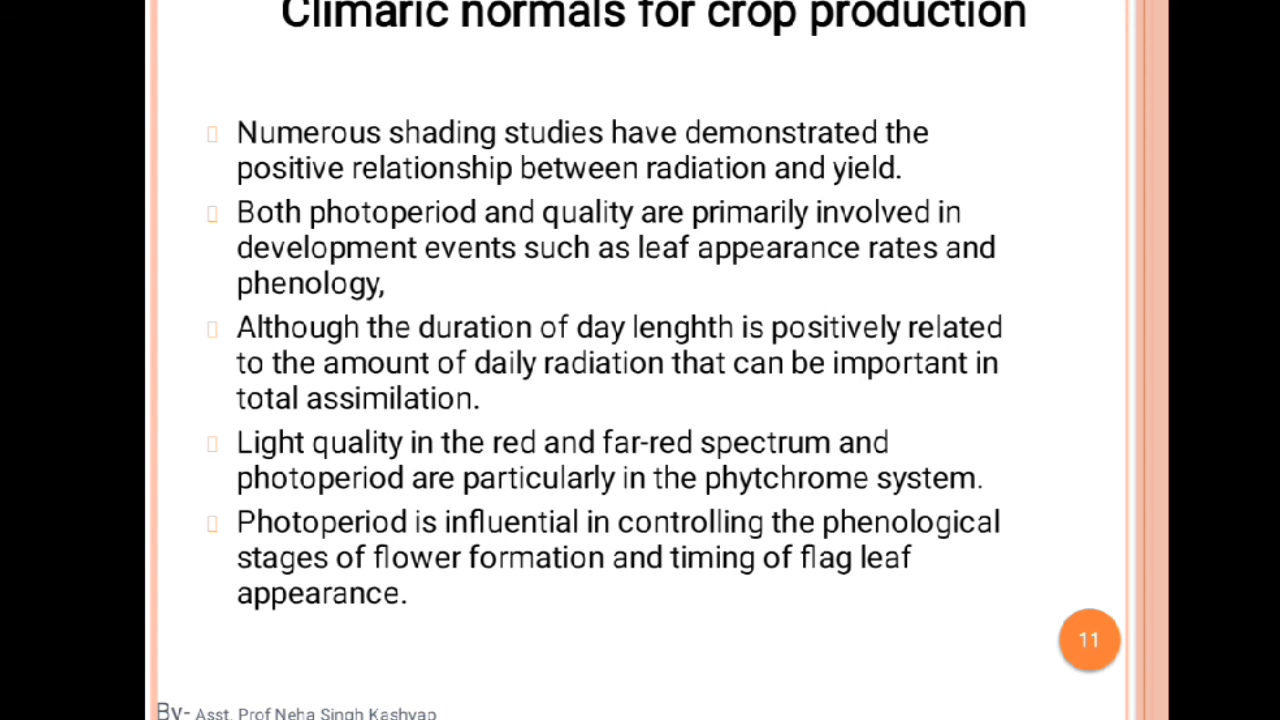 Climaric normals for crop production
Numerous shading studies have demonstrated the
positive relationship between radiation and yield.
Both photoperiod and quality are primarily involved in
development events such as leaf appearance rates and
phenology,
Although the duration of day lenghth is positively related
to the amount of daily radiation that can be important in
total assimilation.
Light quality in the red and far-red spectrum and
photoperiod are particularly in the phytchrome system.
Photoperiod is influential in controlling the phenological
stages of flower formation and timing of flag leaf
appearance.
11
By- Asst. Prof Neha Singh Kashyap